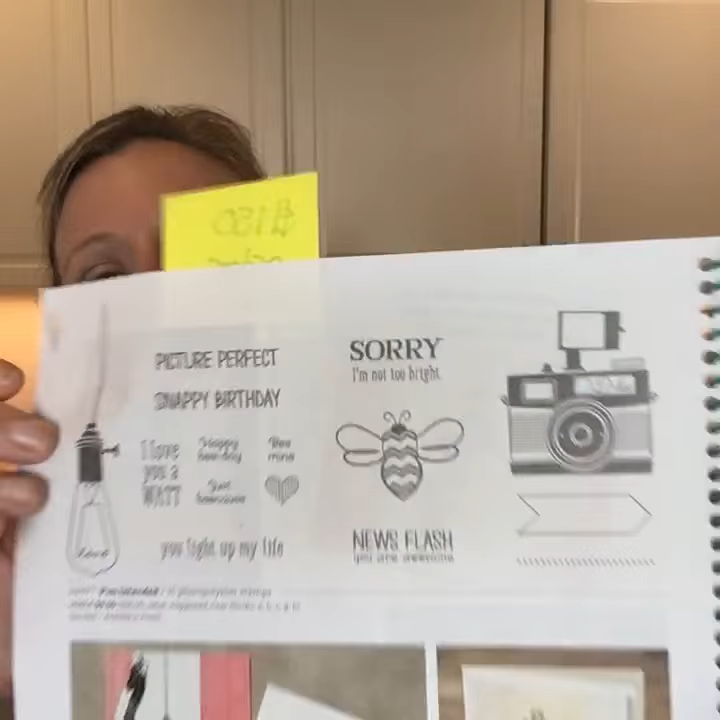 PICTURE PERFECT
SNAPPY BIRTHDAY
I love
you a
WATT
Happy
bee-day
Bee
mine
Just
beecause
you light up my life
love
SORRY
I'm not too bright
NEWS FLASH
you are awesome